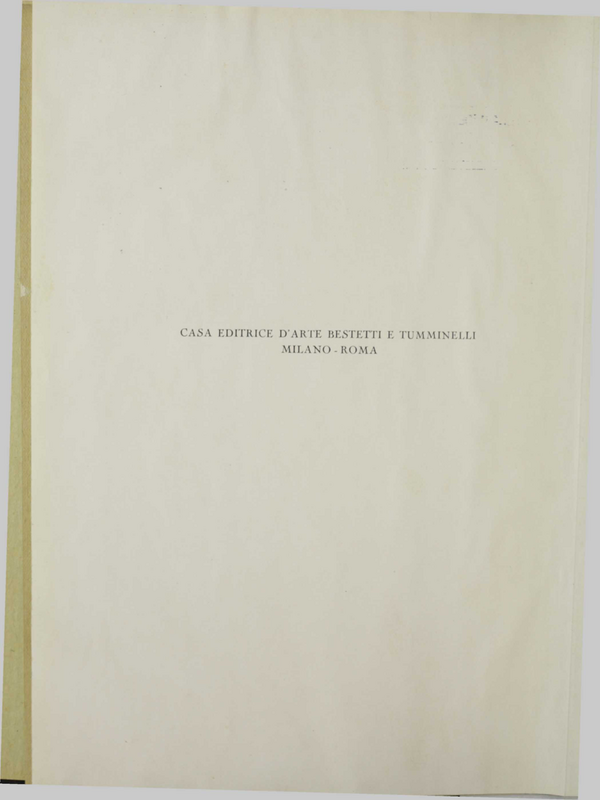 CASA EDITRICE D'ARTE BESTETTI E TUMMINELLI
MILANO - ROMA